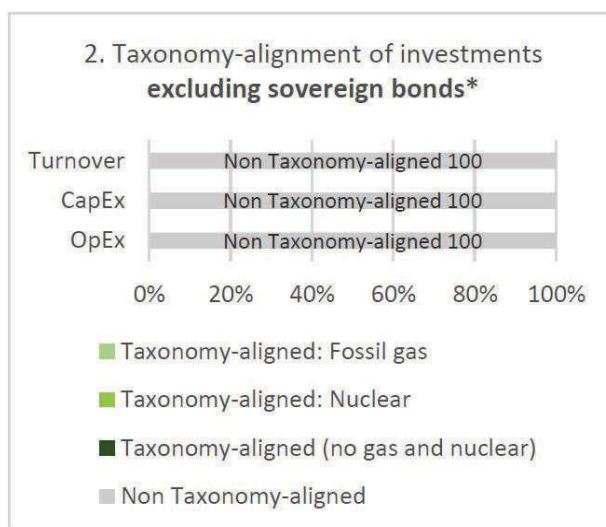 2. Taxonomy-alignment of investments
excluding sovereign bonds*
Turnover
Non Taxonomy-aligned 100
CapEx
Non Taxonomy-aligned 100
OpEx
Non Taxonomy-aligned 100
0% 20% 40% 60% 80% 100%
Taxonomy-aligned: Fossil gas
Taxonomy-aligned: Nuclear
Taxonomy-aligned (no gas and nuclear)
Non Taxonomy-aligned